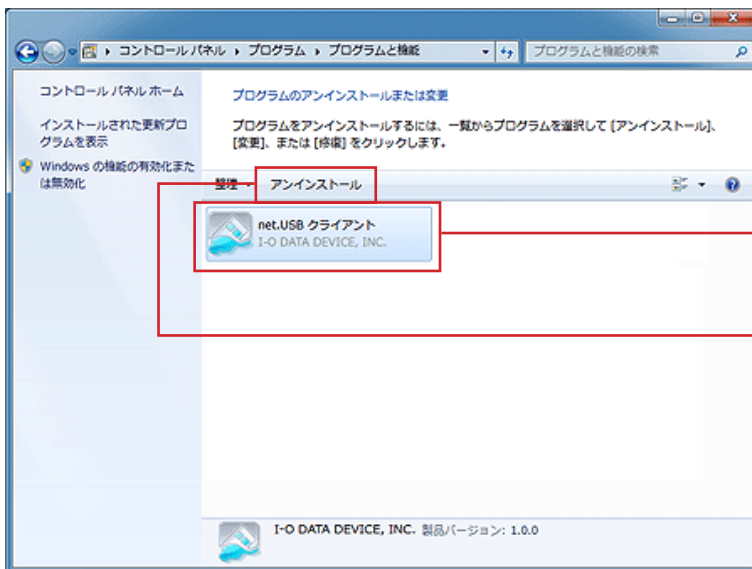 コントロール パネル ▸ プログラム ▸ プログラムと機能
プログラムと機能の検索
コントロール パネル ホーム
インストールされた更新プロ
グラムを表示
Windows の機能の有効化また
は無効化
プログラムのアンインストールまたは変更
プログラムをアンインストールするには、一覧からプログラムを選択して [アンインストール]、
[変更]、または [修復] をクリックします。
整理
アンインストール
net.USB クライアント
I-O DATA DEVICE, INC.
I-O DATA DEVICE, INC. 製品バージョン: 1.0.0